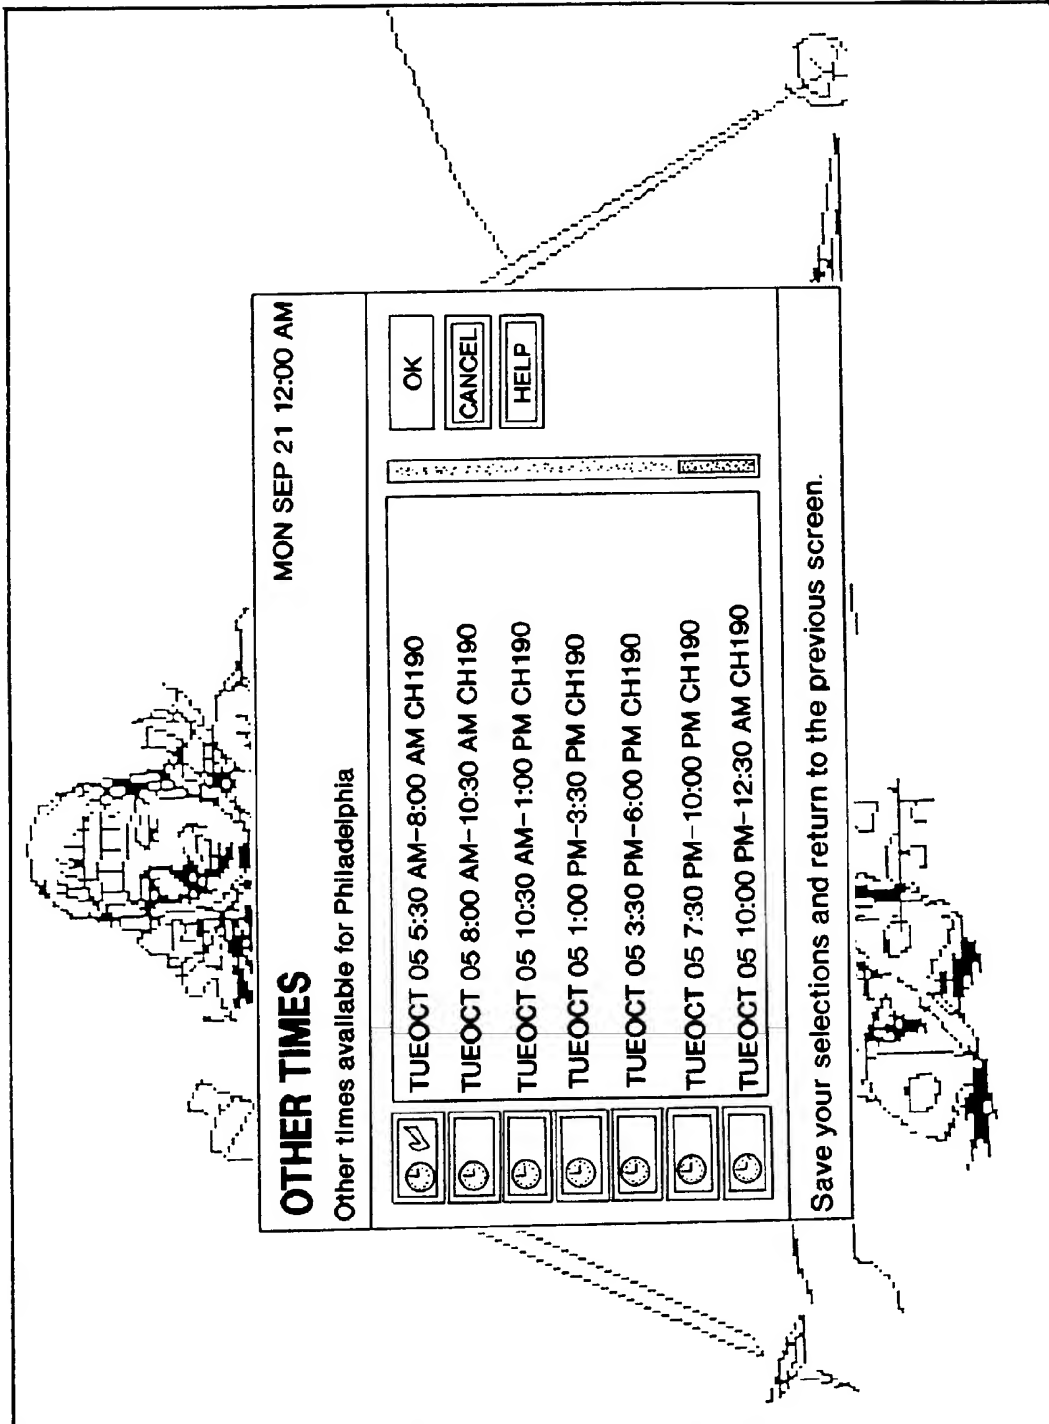 OTHER TIMES
MON SEP 21 12:00 AM
Other times available for Philadelphia
TUEOCT 05 5:30 AM–8:00 AM CH190
TUEOCT 05 8:00 AM–10:30 AM CH190
TUEOCT 05 10:30 AM–1:00 PM CH190
TUEOCT 05 1:00 PM–3:30 PM CH190
TUEOCT 05 3:30 PM–6:00 PM CH190
TUEOCT 05 7:30 PM–10:00 PM CH190
TUEOCT 05 10:00 PM–12:30 AM CH190
OK
CANCEL
HELP
Save your selections and return to the previous screen.